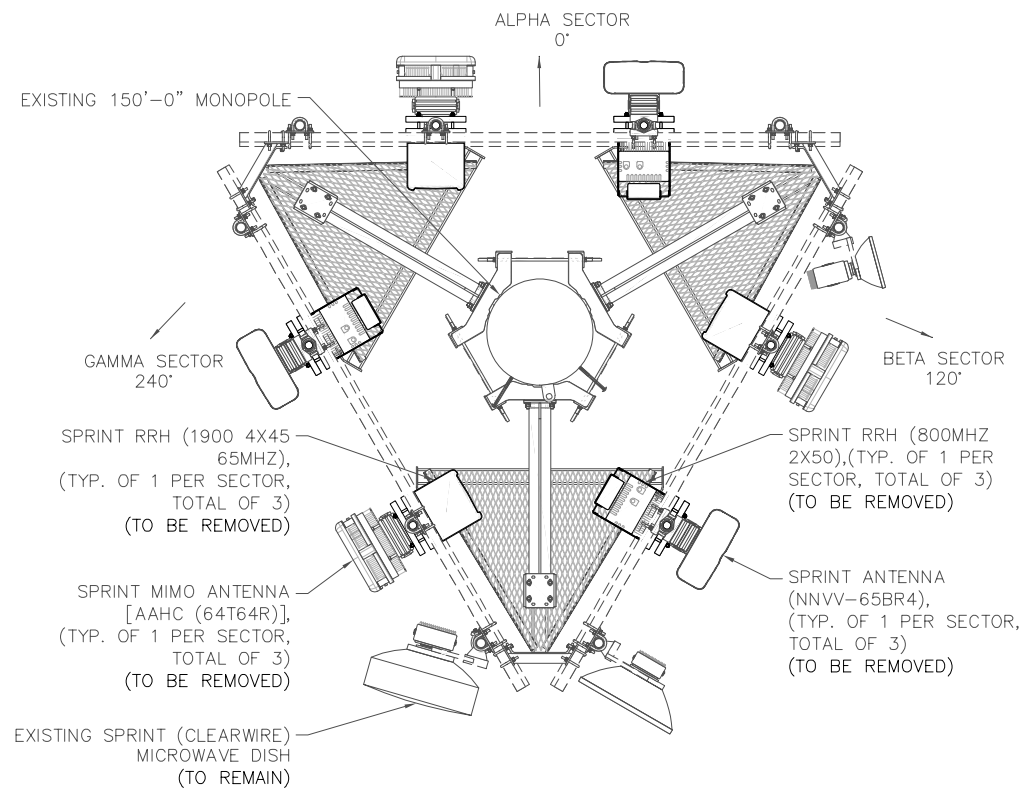 ALPHA SECTOR
0°
EXISTING 150'-0" MONOPOLE
GAMMA SECTOR
240°
BETA SECTOR
120°
SPRINT RRH (1900 4X45
65MHZ),
(TYP. OF 1 PER SECTOR,
TOTAL OF 3)
(TO BE REMOVED)
SPRINT RRH (800MHZ
2X50),(TYP. OF 1 PER
SECTOR, TOTAL OF 3)
(TO BE REMOVED)
SPRINT MIMO ANTENNA
[AAHC (64T64R)],
(TYP. OF 1 PER SECTOR,
TOTAL OF 3)
(TO BE REMOVED)
SPRINT ANTENNA
(NNVV-65BR4),
(TYP. OF 1 PER SECTOR,
TOTAL OF 3)
(TO BE REMOVED)
EXISTING SPRINT (CLEARWIRE)
MICROWAVE DISH
(TO REMAIN)